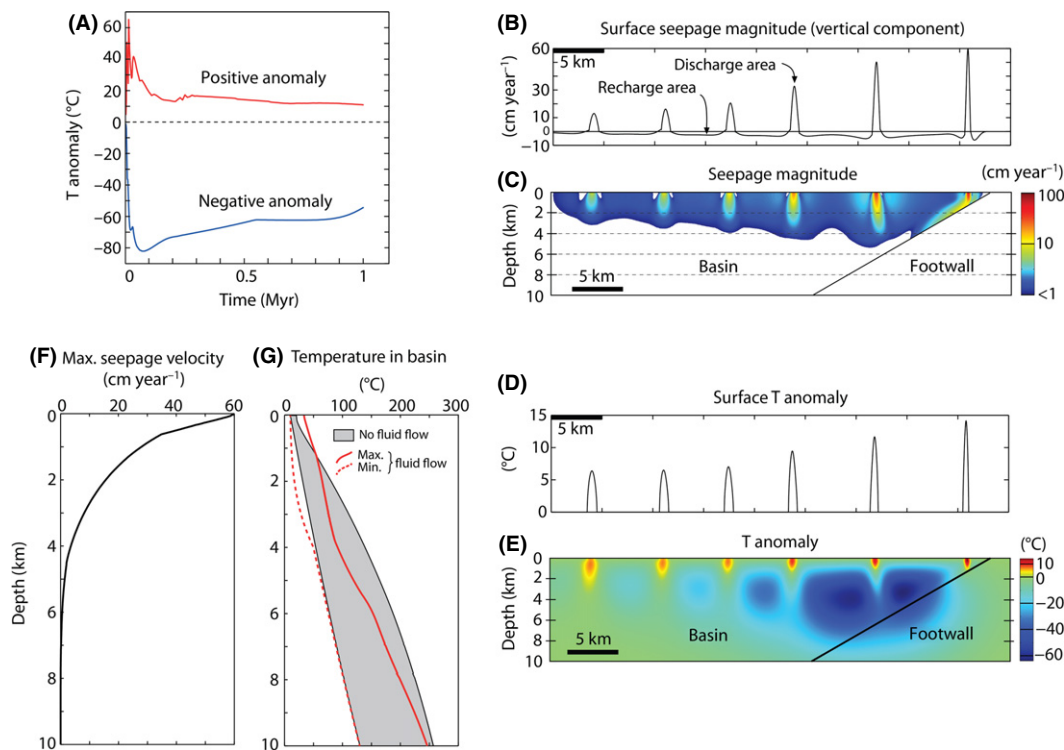 (A)
T anomaly (°C)
60
40
20
0
−20
−40
−60
−80
Positive anomaly
Negative anomaly
0
1
Time (Myr)
(B)
Surface seepage magnitude (vertical component)
60
5 km
40
20
0
−10
(cm year⁻¹)
Discharge area
Recharge area
(C)
Seepage magnitude
(cm year⁻¹)
0
2
4
6
8
10
Depth (km)
Basin
Footwall
5 km
100
10
<1
(F)
Max. seepage velocity
(cm year⁻¹)
0
20
40
60
0
2
4
6
8
10
Depth (km)
(G)
Temperature in basin
(°C)
0
100
200
300
0
2
4
6
8
10
No fluid flow
Max.
Min.
} fluid flow
(D)
Surface T anomaly
15
5 km
10
5
0
(°C)
(E)
T anomaly
(°C)
0
2
4
6
8
10
Depth (km)
Basin
Footwall
5 km
10
0
−20
−40
−60